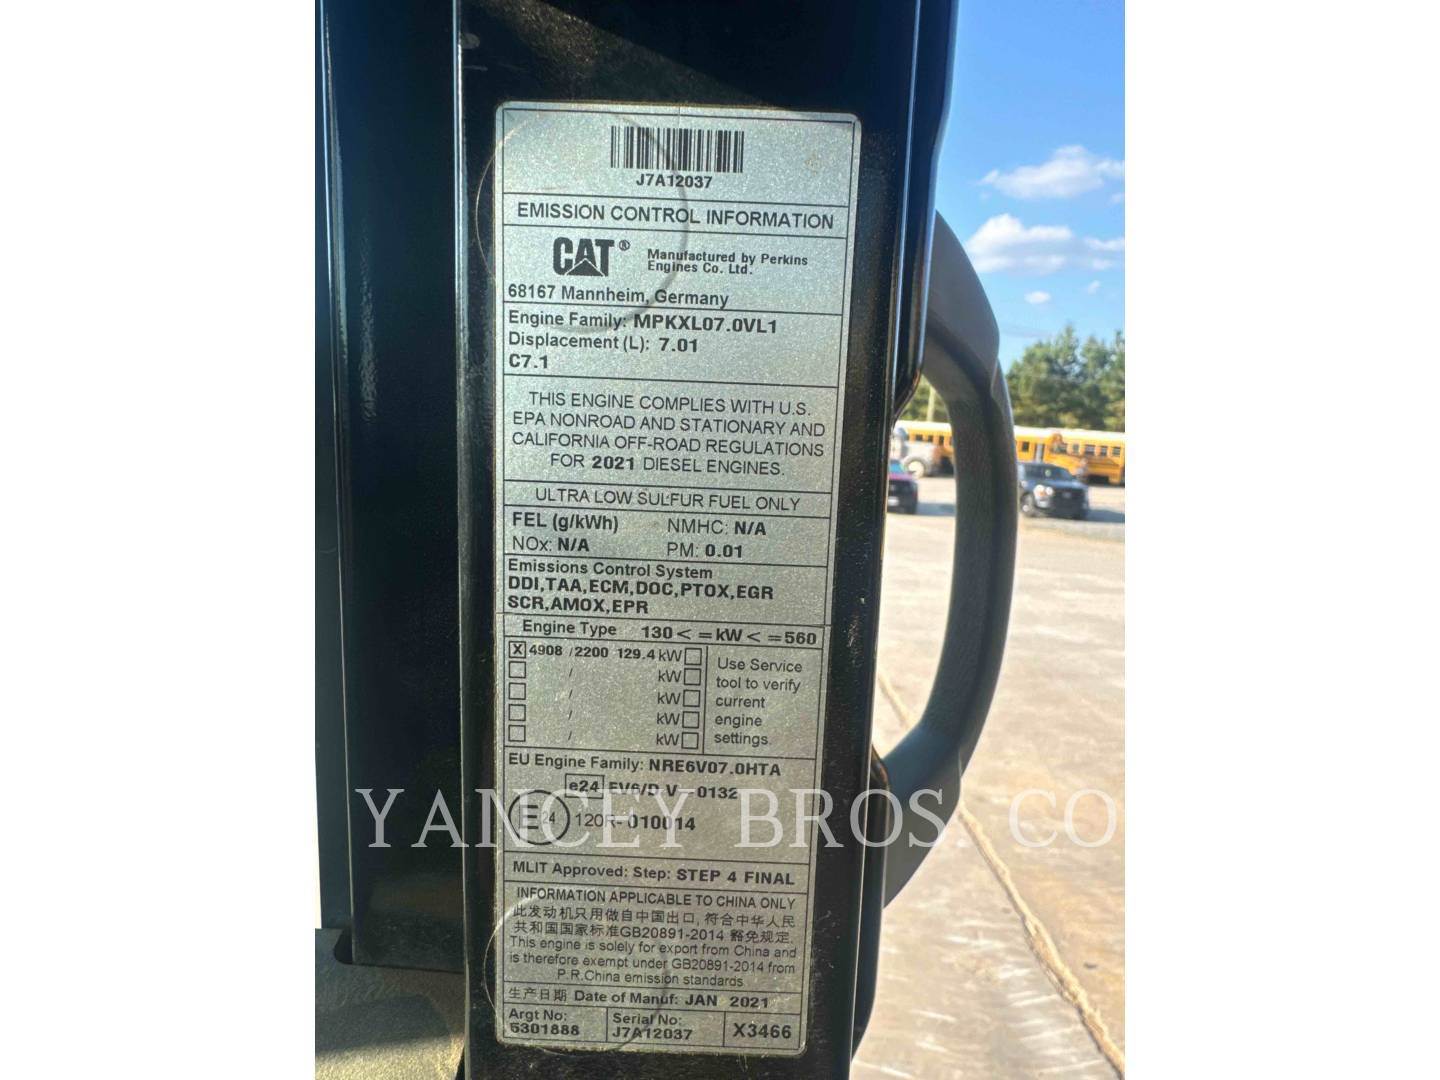 J7A12037
EMISSION CONTROL INFORMATION
CAT® Manufactured by Perkins
Engines Co. Ltd.
68167 Mannheim, Germany
Engine Family: MPKXL07.0VL1
Displacement (L): 7.01
C7.1
THIS ENGINE COMPLIES WITH U.S.
EPA NONROAD AND STATIONARY AND
CALIFORNIA OFF-ROAD REGULATIONS
FOR 2021 DIESEL ENGINES.
ULTRA LOW SULFUR FUEL ONLY
FEL (g/kWh) NMHC: N/A
NOx: N/A PM: 0.01
Emissions Control System
DDI,TAA,ECM,DOC,PTOX,EGR
SCR,AMOX,EPR
Engine Type 130 < = kW < = 560
X 4908 /2200 129.4 kW
/ kW
/ kW
/ kW
/ kW
Use Service
tool to verify
current
engine
settings.
EU Engine Family: NRE6V07.0HTA
e24 EV6/D V-0132
E 24 120R-010014
YANCEY BROS. CO
MLIT Approved: Step: STEP 4 FINAL
INFORMATION APPLICABLE TO CHINA ONLY
此发动机只用做自中国出口, 符合中华人民
共和国国家标准GB20891-2014 豁免规定.
This engine is solely for export from China and
is therefore exempt under GB20891-2014 from
P.R.China emission standards
生产日期 Date of Manuf: JAN 2021
Argt No:
5301888
Serial No:
J7A12037
X3466